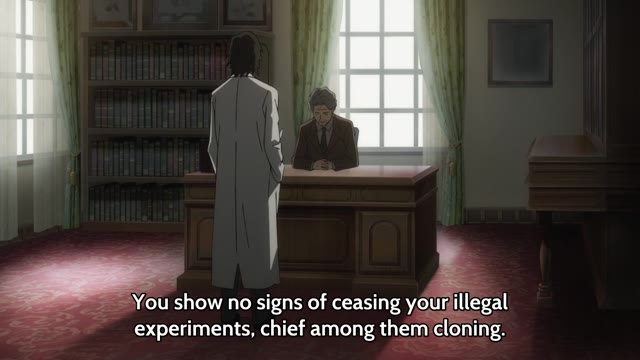 You show no signs of ceasing your illegal
experiments, chief among them cloning.